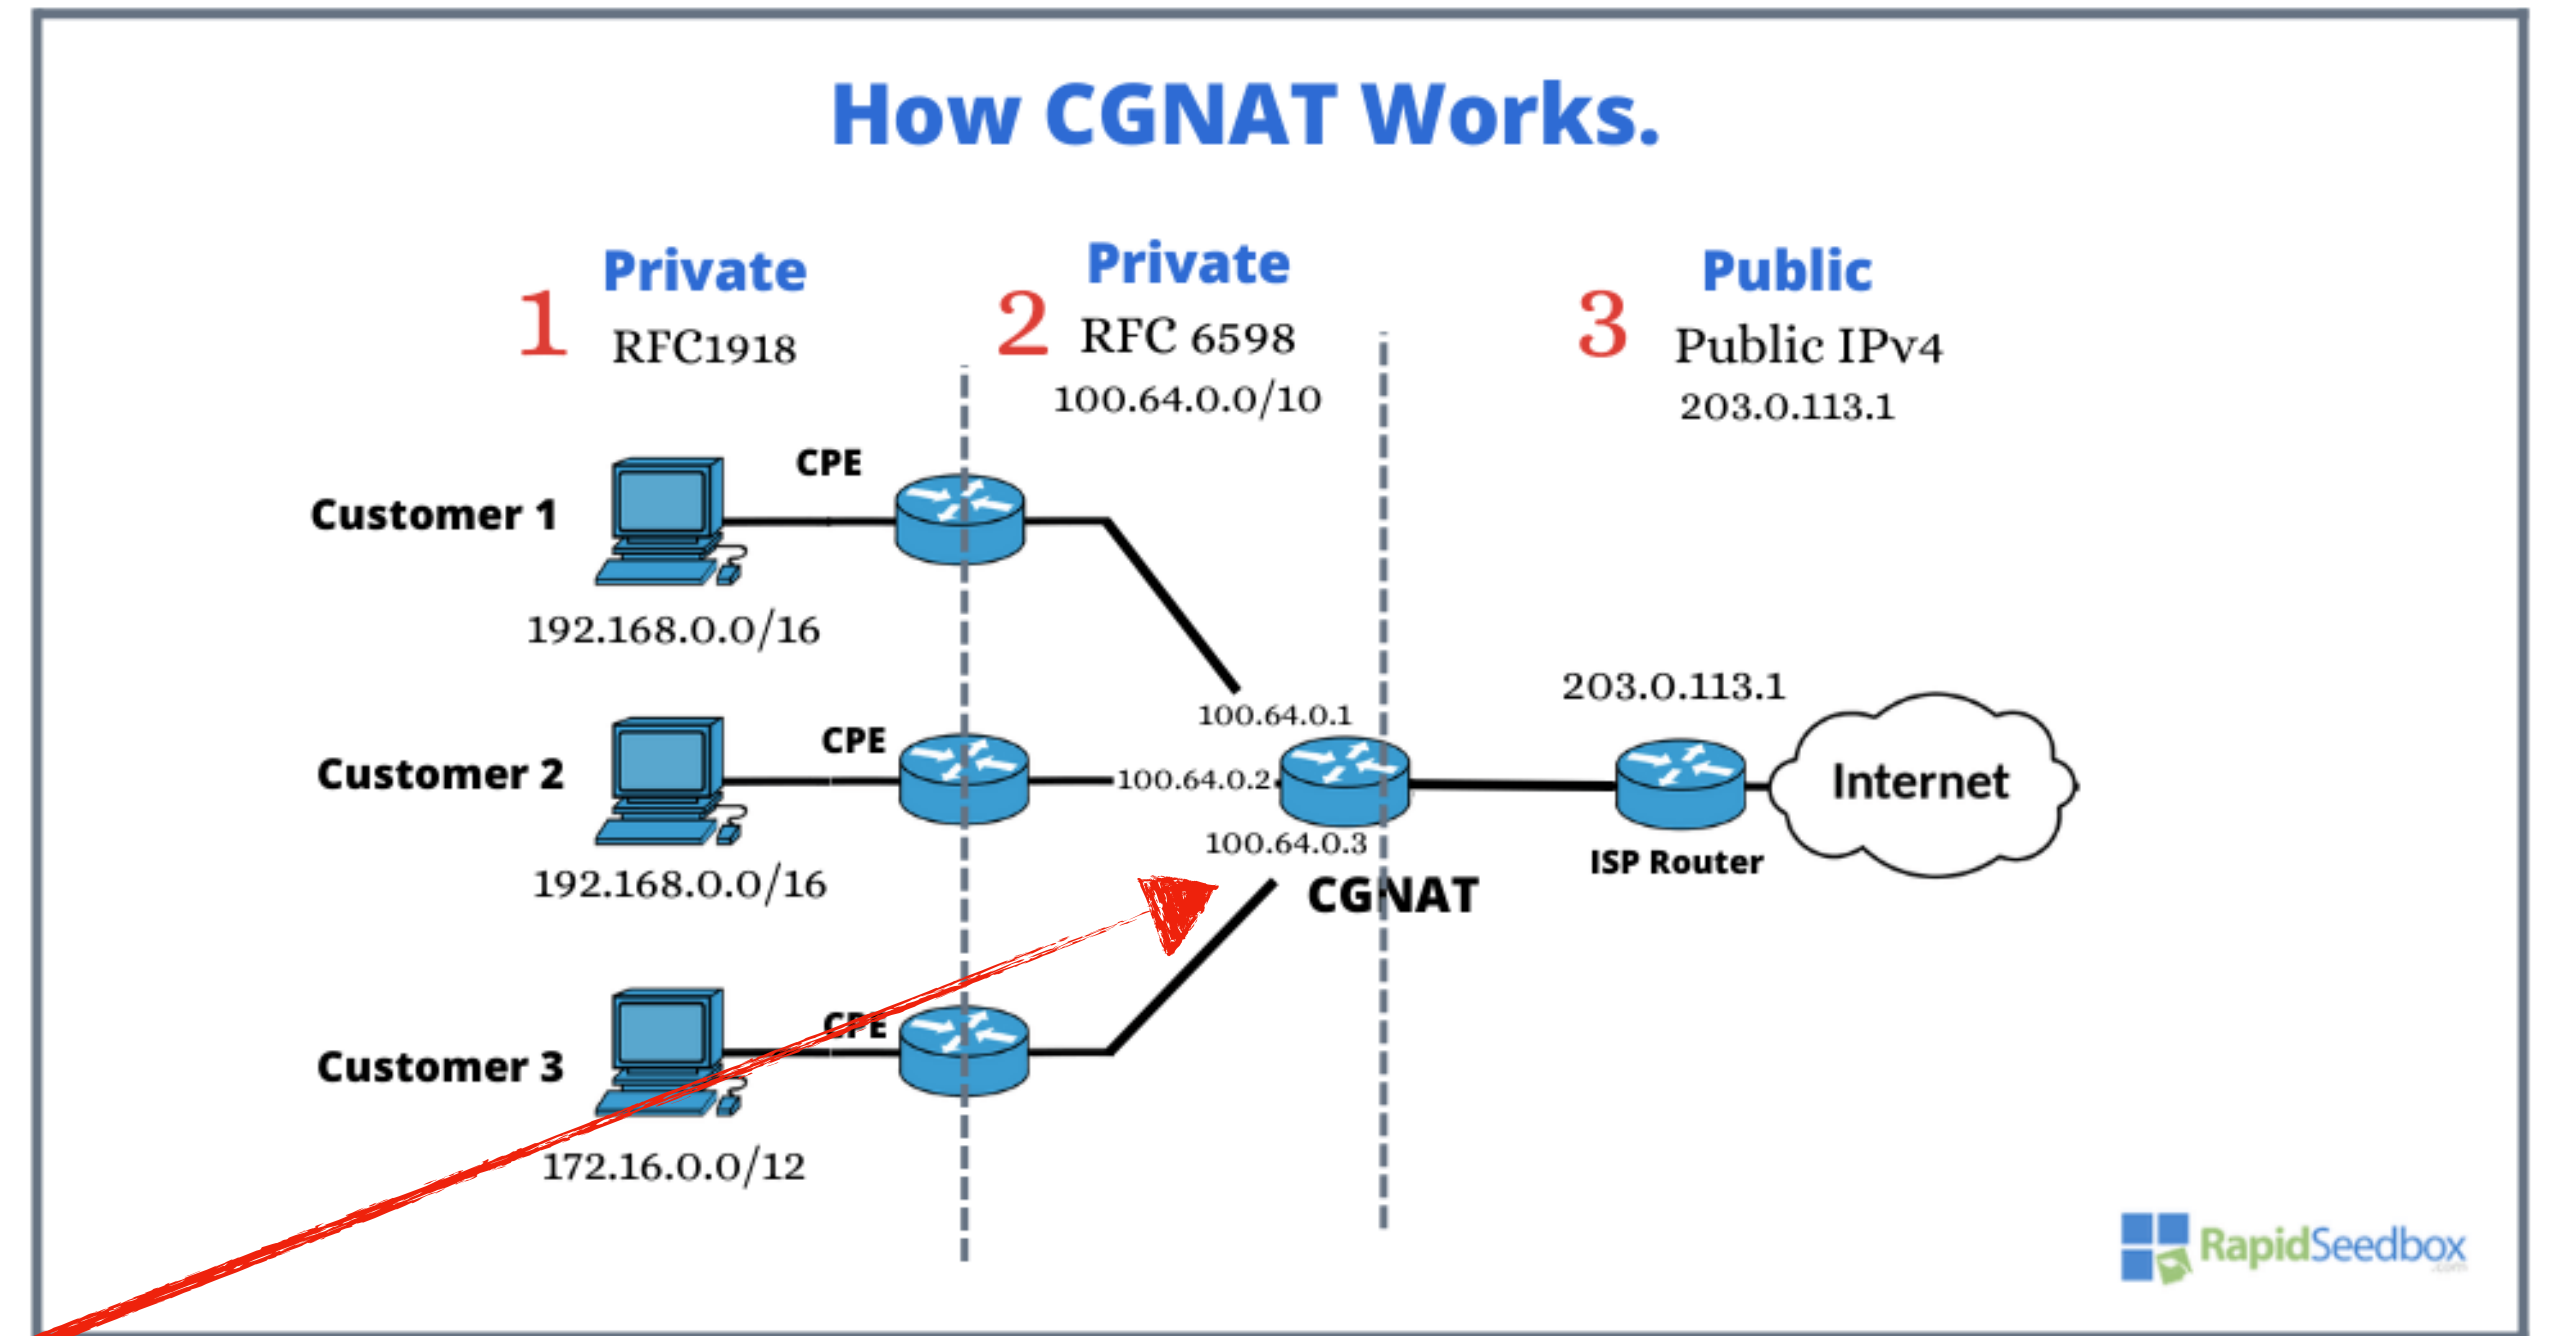 How CGNAT Works.
1
Private
RFC1918
2
Private
RFC 6598
100.64.0.0/10
3
Public
Public IPv4
203.0.113.1
Customer 1
CPE
192.168.0.0/16
100.64.0.1
Customer 2
CPE
192.168.0.0/16
100.64.0.2
100.64.0.3
CGNAT
203.0.113.1
ISP Router
Internet
Customer 3
CPE
172.16.0.0/12
RapidSeedbox
.com